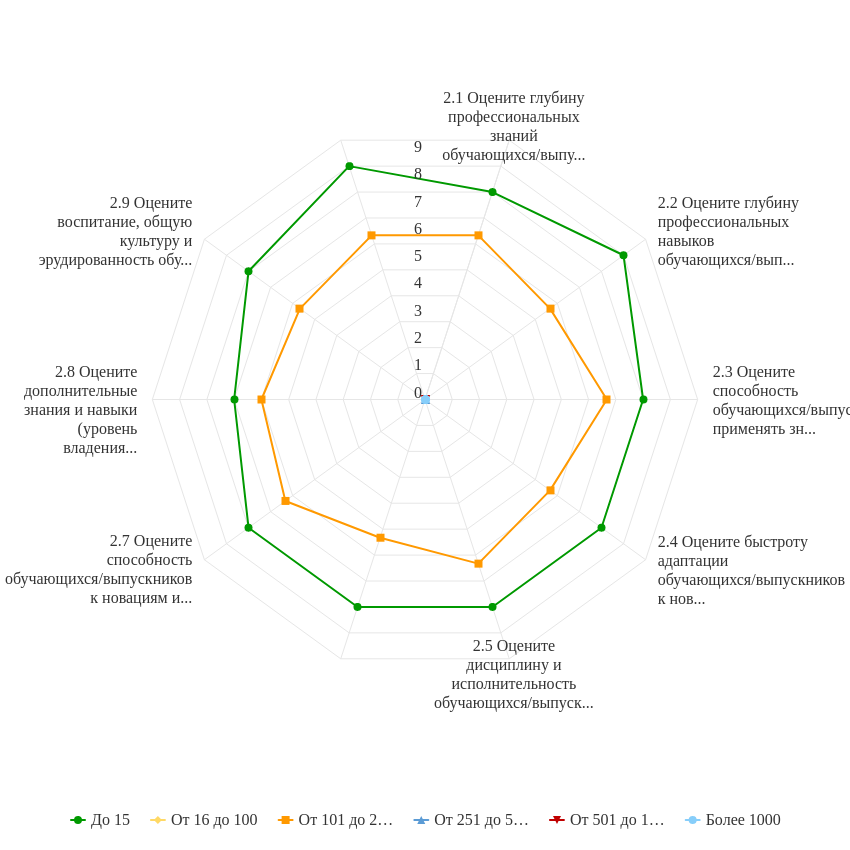 2.1 Оцените глубину
профессиональных
знаний
обучающихся/выпу...
2.2 Оцените глубину
профессиональных
навыков
обучающихся/вып...
2.3 Оцените
способность
обучающихся/выпус
применять зн...
2.4 Оцените быстроту
адаптации
обучающихся/выпускников
к нов...
2.5 Оцените
дисциплину и
исполнительность
обучающихся/выпуск...
2.7 Оцените
способность
обучающихся/выпускников
к новациям и...
2.8 Оцените
дополнительные
знания и навыки
(уровень
владения...
2.9 Оцените
воспитание, общую
культуру и
эрудированность обу...
9
8
7
6
5
4
3
2
1
0
До 15
От 16 до 100
От 101 до 2…
От 251 до 5…
От 501 до 1…
Более 1000